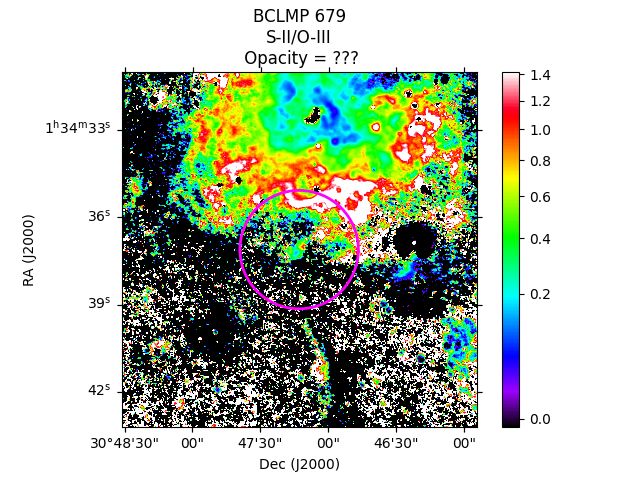 BCLMP 679
S-II/O-III
Opacity = ???
1.4
1.2
1.0
0.8
0.6
0.4
0.2
0.0
1ʰ34ᵐ33ˢ
36ˢ
39ˢ
42ˢ
RA (J2000)
30°48'30" 00" 47'30" 00" 46'30" 00"
Dec (J2000)